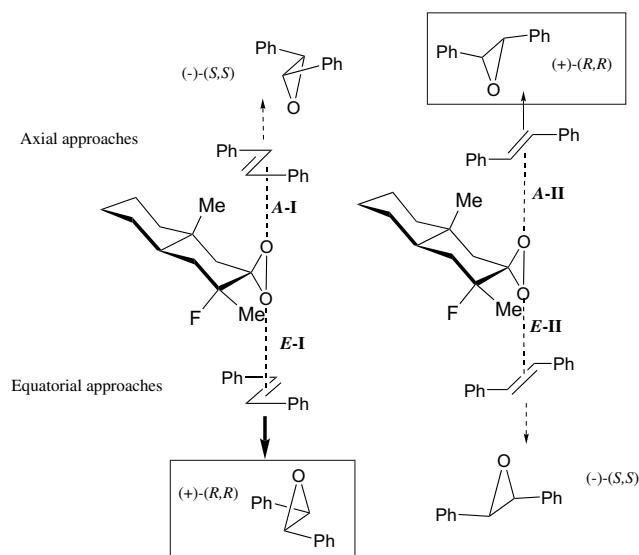 Ph
Ph
(-)-(S,S)
O
Ph
Ph
(+)-(R,R)
O
Axial approaches
Ph
Ph
Ph
Ph
A-I
A-II
Me
O
O
Me
F
Me
O
O
Me
F
E-I
E-II
Equatorial approaches
Ph
Ph
Ph
Ph
(+)-(R,R)
O
Ph
Ph
O
Ph
Ph
(-)-(S,S)